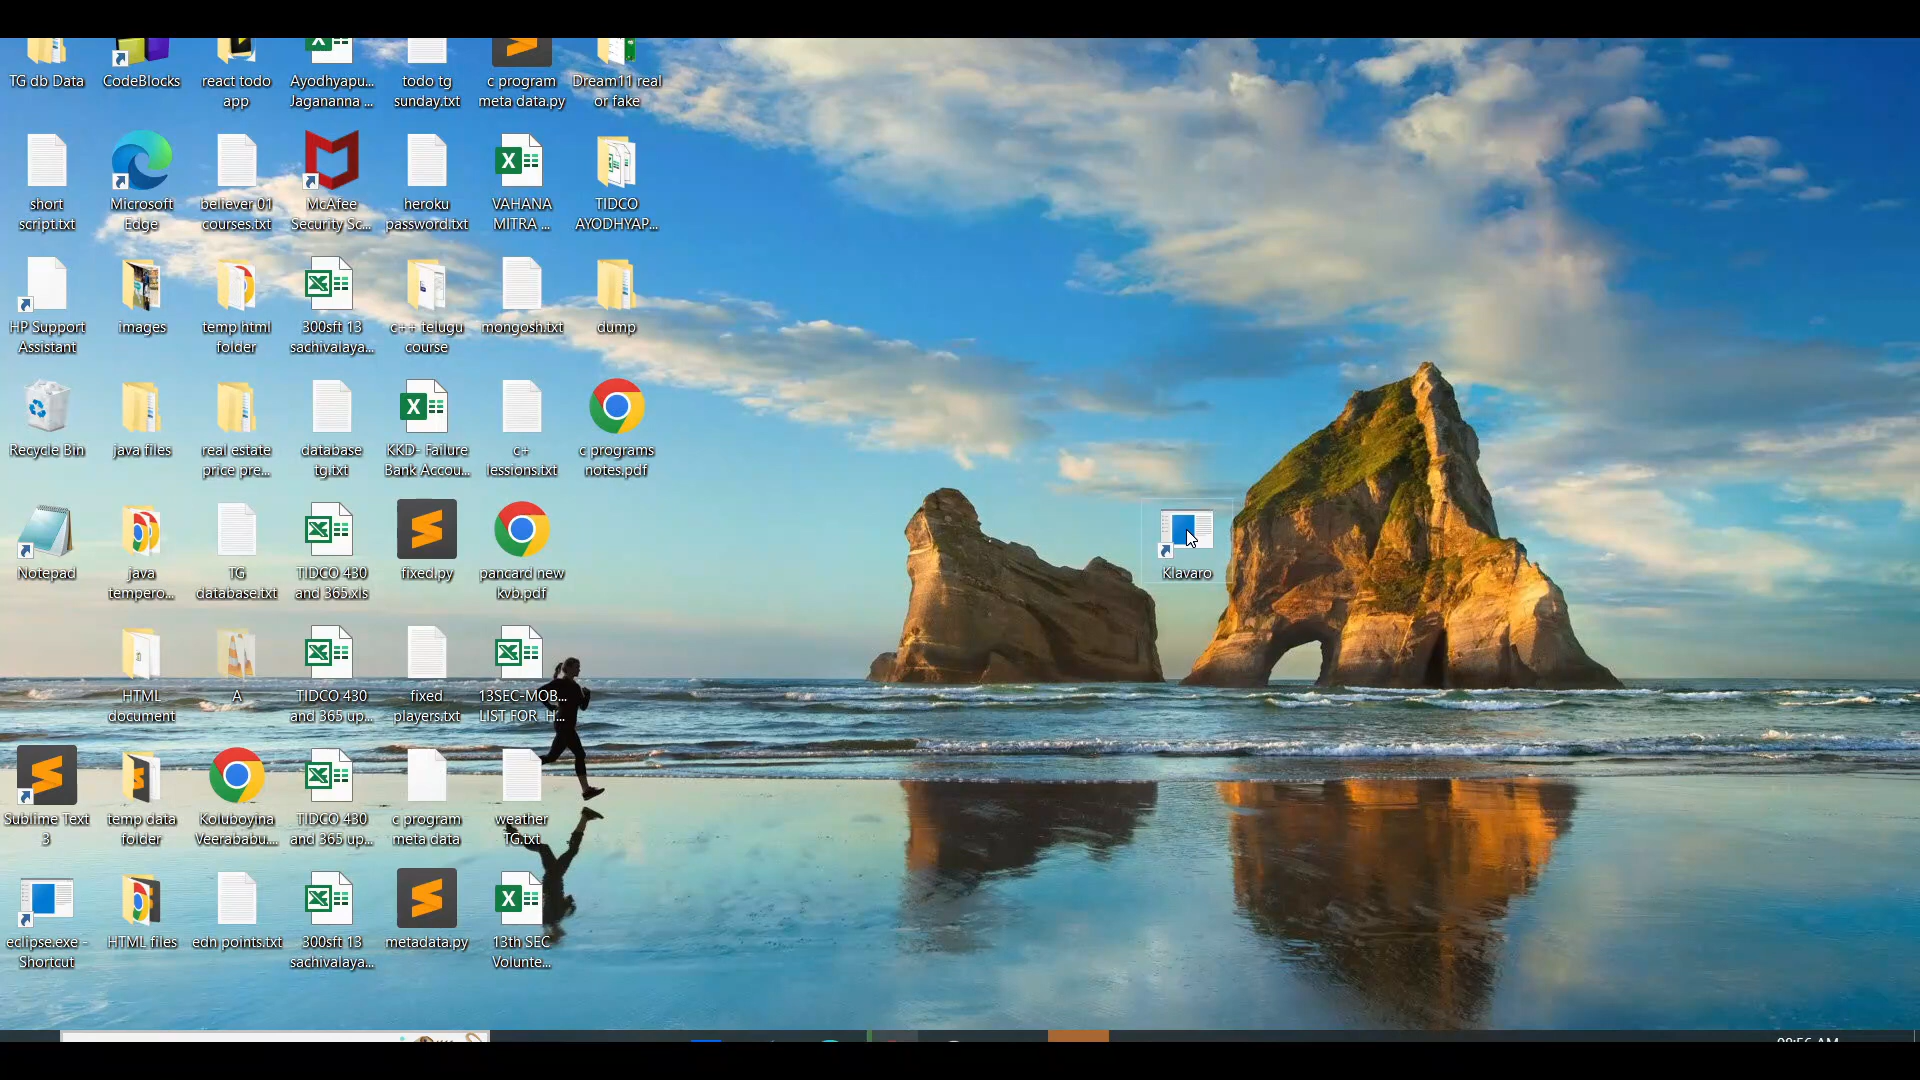 TG db Data
CodeBlocks
react todo
app
Ayodhyapu...
Jagananna ...
todo tg
sunday.txt
c program
meta data.py
Dream11 real
or fake
short
script.txt
Microsoft
Edge
believer 01
courses.txt
McAfee
Security Sc...
heroku
password.txt
VAHANA
MITRA ...
TIDCO
AYODHYAP...
HP Support
Assistant
images
temp html
folder
300sft 13
sachivalaya...
c++ telugu
course
mongosh.txt
dump
Recycle Bin
java files
real estate
price pre...
database
tg.txt
KKD- Failure
Bank Accou...
c+
lessions.txt
c programs
notes.pdf
Notepad
java
tempero...
TG
database.txt
TIDCO 430
and 365.xls
fixed.py
pancard new
kvb.pdf
Klavaro
HTML
document
A
TIDCO 430
and 365 up...
fixed
players.txt
13SEC-MOB...
LIST FOR H...
Sublime Text
3
temp data
folder
Koluboyina
Veerababu....
TIDCO 430
and 365 up...
c program
meta data
weather
TG.txt
eclipse.exe -
Shortcut
HTML files
edn points.txt
300sft 13
sachivalaya...
metadata.py
13th SEC
Volunte...